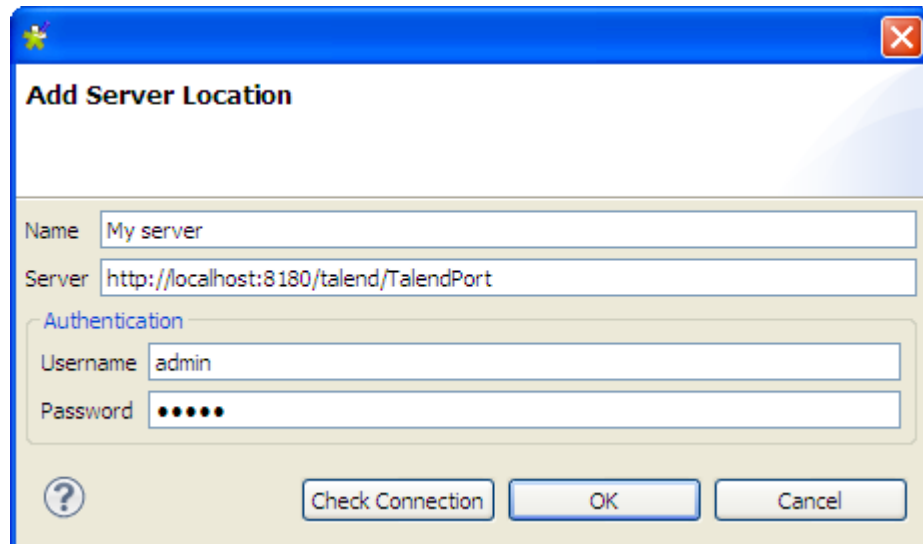 Add Server Location
Name My server
Server http://localhost:8180/talend/TalendPort
Authentication
Username admin
Password •••••
? Check Connection OK Cancel